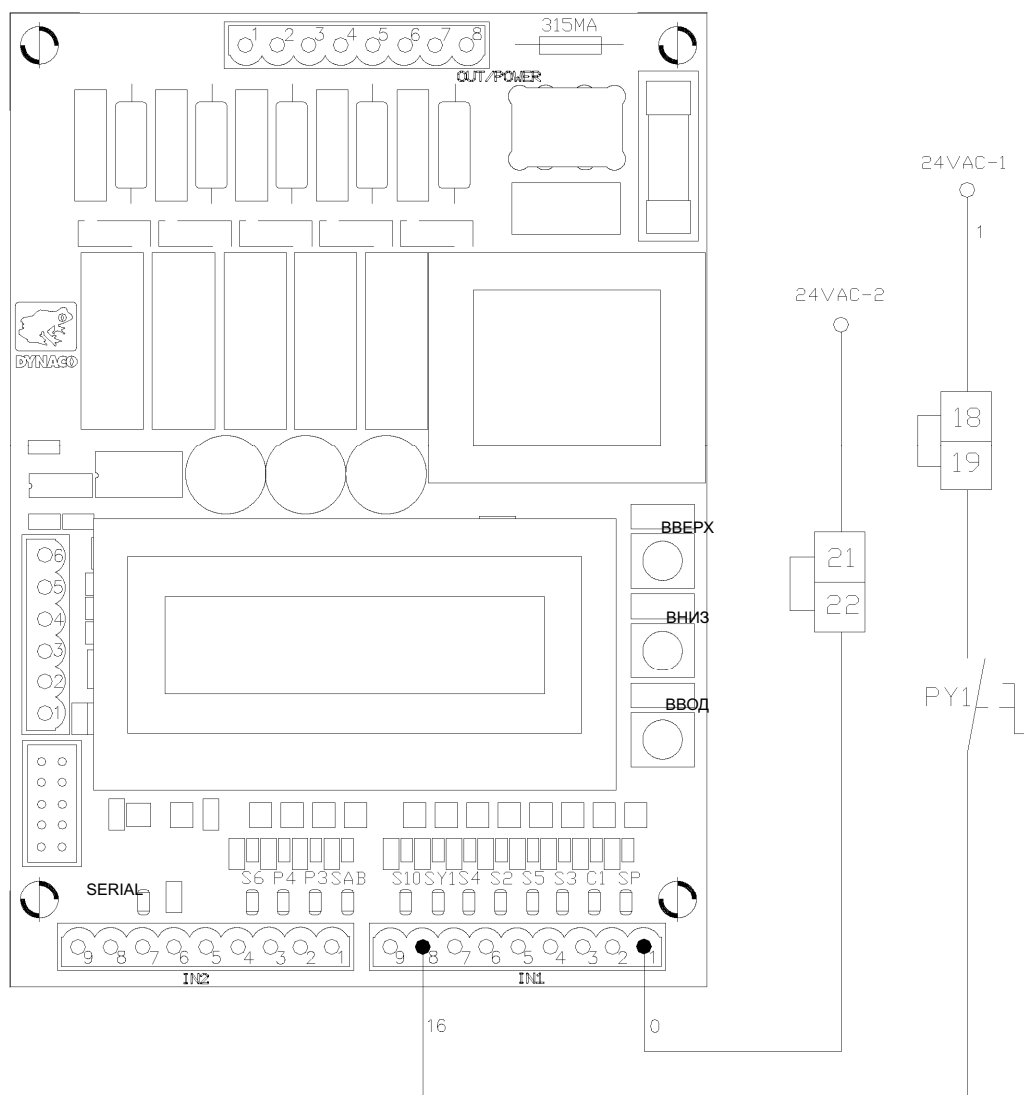 315MA
1 2 3 4 5 6 7 8
OUT/POWER
24VAC-1
1
24VAC-2
DYNACO
18
19
21
22
6
5
4
3
2
1
ВВЕРХ
ВНИЗ
ВВОД
PY1
S6 P4 P3 SAB S10 SY1 S4 S2 S5 S3 C1 SP
SERIAL
9 8 7 6 5 4 3 2 1
IN2
9 8 7 6 5 4 3 2 1
IN1
16
0